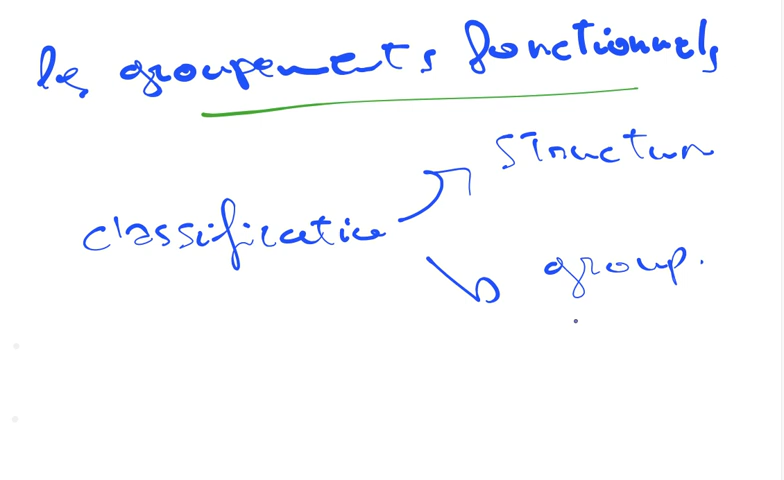 les groupements fonctionnels
structure
classification
group.